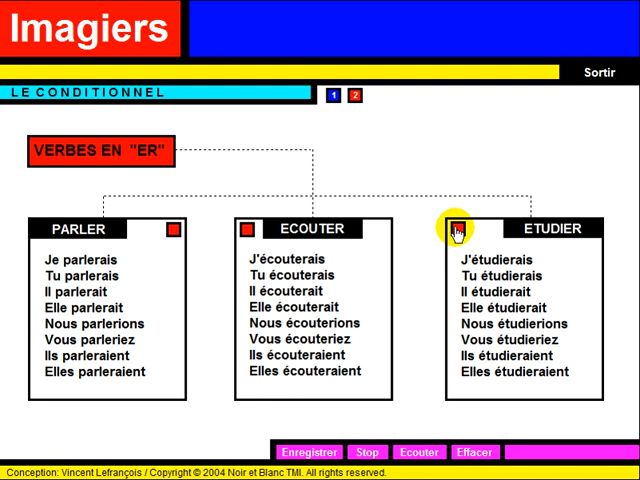 Imagiers
Sortir
LE CONDITIONNEL
1 2
VERBES EN "ER"
PARLER
Je parlerais
Tu parlerais
Il parlerait
Elle parlerait
Nous parlerions
Vous parleriez
Ils parleraient
Elles parleraient
ECOUTER
J'écouterais
Tu écouterais
Il écouterait
Elle écouterait
Nous écouterions
Vous écouteriez
Ils écouteraient
Elles écouteraient
ETUDIER
J'étudierais
Tu étudierais
Il étudierait
Elle étudierait
Nous étudierions
Vous étudieriez
Ils étudieraient
Elles étudieraient
Enregistrer Stop Ecouter Effacer
Conception: Vincent Lefrançois / Copyright © 2004 Noir et Blanc TMI. All rights reserved.